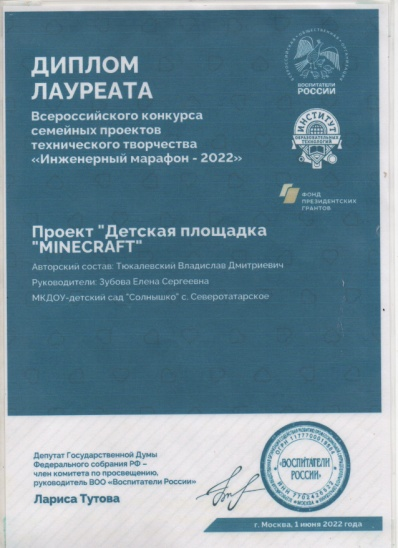 ДИПЛОМ
ЛАУРЕАТА
Всероссийского конкурса
семейных проектов
технического творчества
«Инженерный марафон - 2022»
ВОСПИТАТЕЛИ
РОССИИ
ИНСТИТУТ
ОБРАЗОВАТЕЛЬНЫХ
ТЕХНОЛОГИЙ
ФОНД
ПРЕЗИДЕНТСКИХ
ГРАНТОВ
Проект "Детская площадка
"MINECRAFT"
Авторский состав: Тюкалевский Владислав Дмитриевич
Руководители: Зубова Елена Сергеевна
МКДОУ-детский сад "Солнышко" с. Северотатарское
Депутат Государственной Думы
Федерального собрания РФ –
член комитета по просвещению,
руководитель ВОО «Воспитатели России»
Лариса Тутова
«ВОСПИТАТЕЛИ
РОССИИ»
г. Москва, 1 июня 2022 года